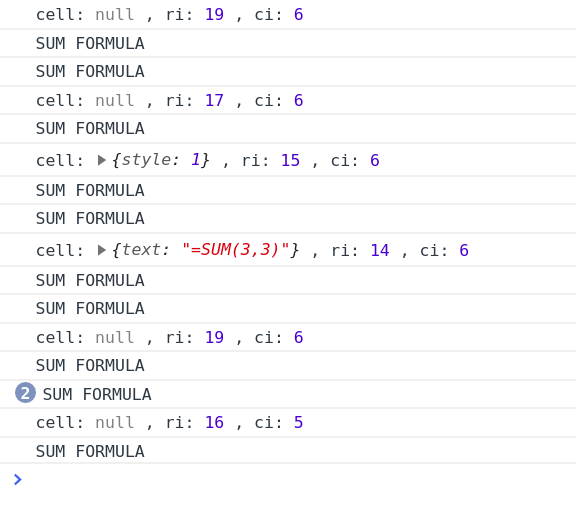 cell: null , ri: 19 , ci: 6
SUM FORMULA
SUM FORMULA
cell: null , ri: 17 , ci: 6
SUM FORMULA
cell: ▶{style: 1} , ri: 15 , ci: 6
SUM FORMULA
SUM FORMULA
cell: ▶{text: "=SUM(3,3)"} , ri: 14 , ci: 6
SUM FORMULA
SUM FORMULA
cell: null , ri: 19 , ci: 6
SUM FORMULA
2 SUM FORMULA
cell: null , ri: 16 , ci: 5
SUM FORMULA